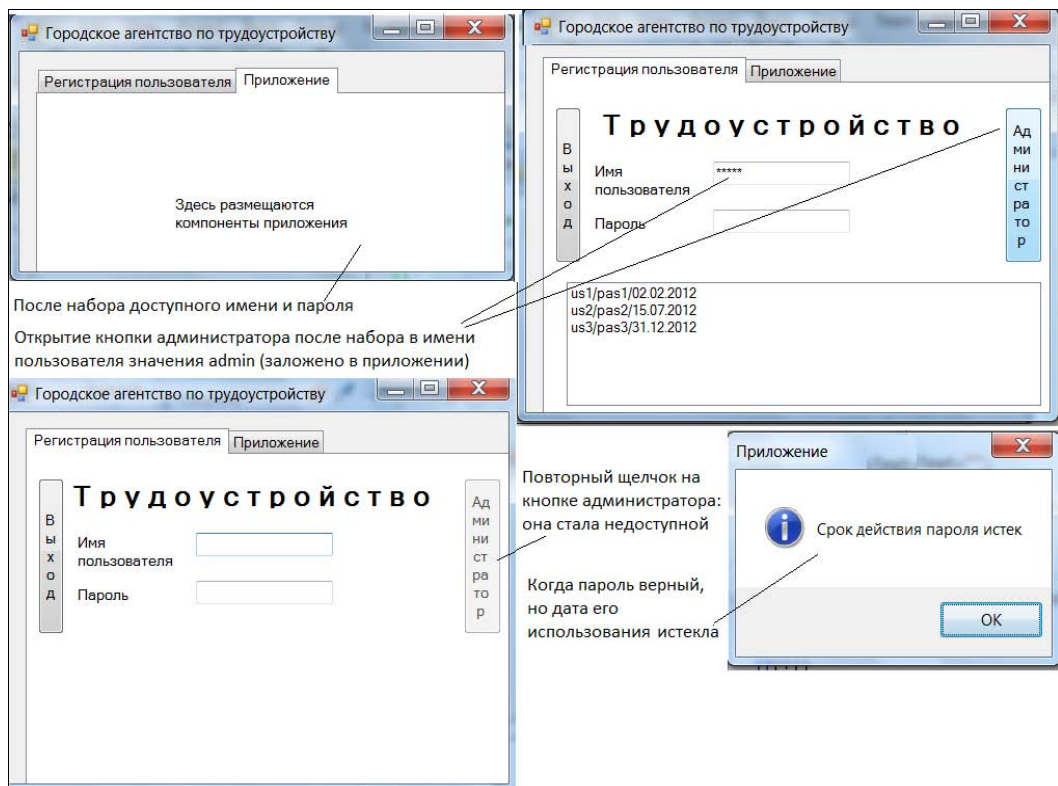 Городское агентство по трудоустройству
Регистрация пользователя Приложение
Здесь размещаются
компоненты приложения
После набора доступного имени и пароля
Открытие кнопки администратора после набора в имени
пользователя значения admin (заложено в приложении)
Городское агентство по трудоустройству
Регистрация пользователя Приложение
Трудоустройство
В
ы
х
о
д
Имя
пользователя
*****
Пароль
Ад
ми
ни
ст
ра
то
р
us1/pas1/02.02.2012
us2/pas2/15.07.2012
us3/pas3/31.12.2012
Городское агентство по трудоустройству
Регистрация пользователя Приложение
Трудоустройство
В
ы
х
о
д
Имя
пользователя
Пароль
Ад
ми
ни
ст
ра
то
р
Повторный щелчок на
кнопке администратора:
она стала недоступной
Когда пароль верный,
но дата его
использования истекла
Приложение
Срок действия пароля истек
OK